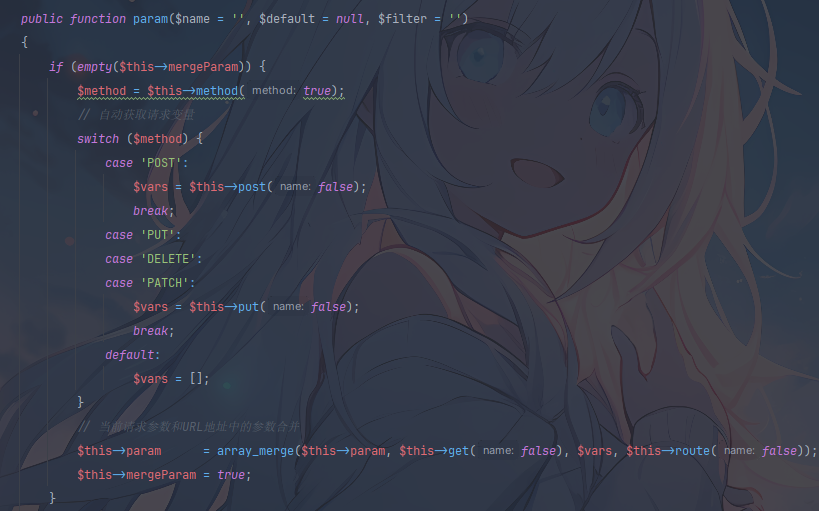 public function param($name = '', $default = null, $filter = '')
{
if (empty($this->mergeParam)) {
$method = $this->method( method: true);
// 自动获取请求变量
switch ($method) {
case 'POST':
$vars = $this->post( name: false);
break;
case 'PUT':
case 'DELETE':
case 'PATCH':
$vars = $this->put( name: false);
break;
default:
$vars = [];
}
// 当前请求参数和URL地址中的参数合并
$this->param = array_merge($this->param, $this->get( name: false), $vars, $this->route( name: false));
$this->mergeParam = true;
}